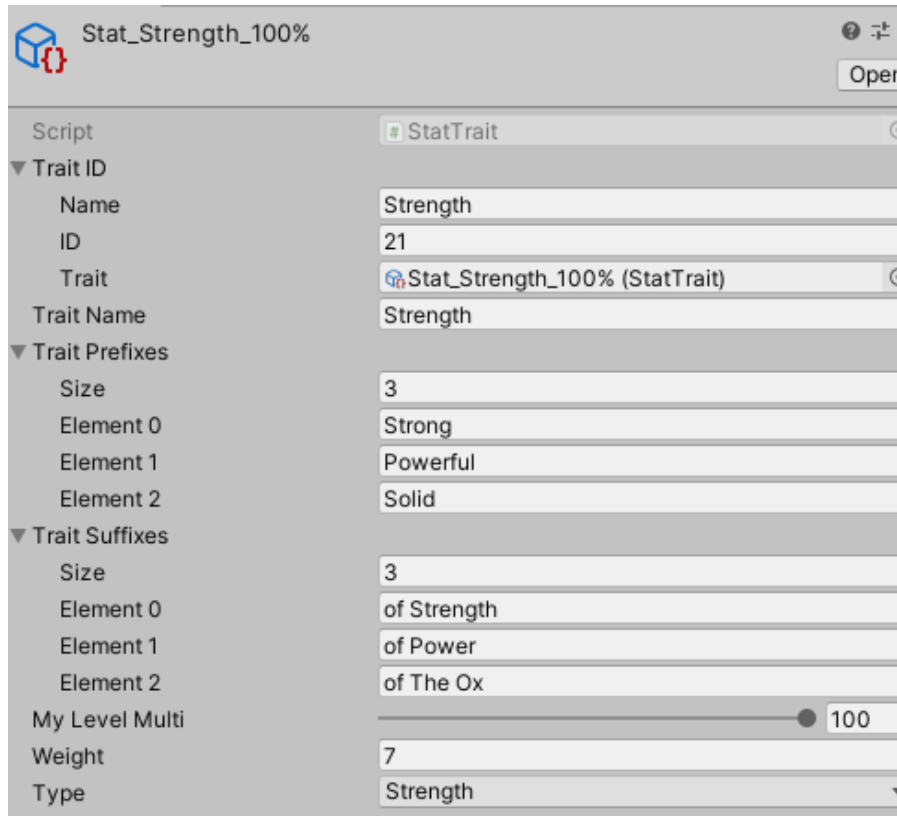 Stat_Strength_100%
Open
Script # StatTrait
Trait ID
Name Strength
ID 21
Trait Stat_Strength_100% (StatTrait)
Trait Name Strength
Trait Prefixes
Size 3
Element 0 Strong
Element 1 Powerful
Element 2 Solid
Trait Suffixes
Size 3
Element 0 of Strength
Element 1 of Power
Element 2 of The Ox
My Level Multi 100
Weight 7
Type Strength